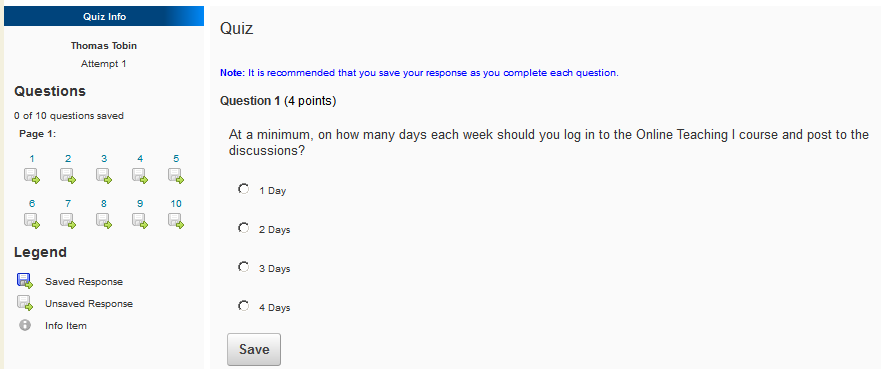 Quiz Info
Thomas Tobin
Attempt 1
Questions
0 of 10 questions saved
Page 1:
1 2 3 4 5
6 7 8 9 10
Legend
Saved Response
Unsaved Response
Info Item
Quiz
Note: It is recommended that you save your response as you complete each question.
Question 1 (4 points)
At a minimum, on how many days each week should you log in to the Online Teaching I course and post to the
discussions?
1 Day
2 Days
3 Days
4 Days
Save